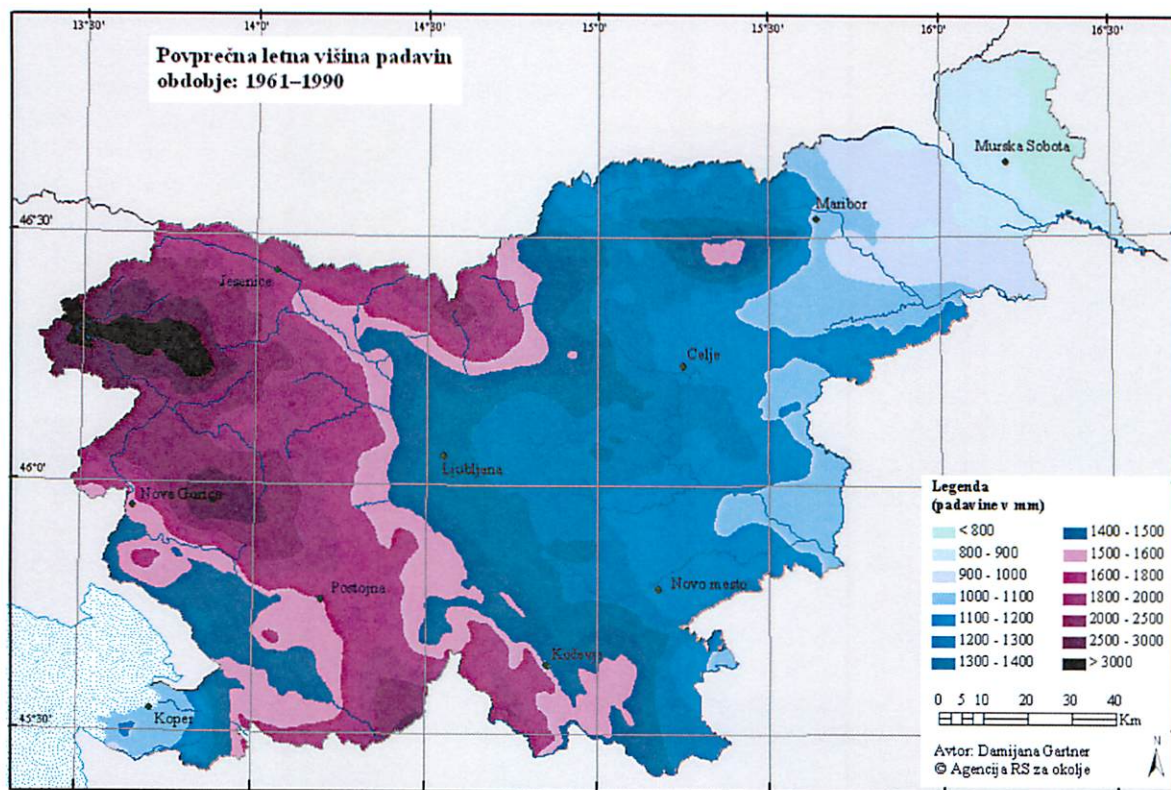 13°30' 14°0' 14°30' 15°0' 15°30' 16°0' 16°30'
Povprečna letna višina padavin
obdobje: 1961–1990
Murska Sobota
Maribor
46°30'
Jesenice
Celje
Ljubljana
46°0'
Nova Gorica
Postojna
Novo mesto
Kočevje
Koper
45°30'
Legenda
(padavine v mm)
< 800
800 - 900
900 - 1000
1000 - 1100
1100 - 1200
1200 - 1300
1300 - 1400
1400 - 1500
1500 - 1600
1600 - 1800
1800 - 2000
2000 - 2500
2500 - 3000
> 3000
0 5 10 20 30 40
Km
N
Avtor: Damijana Gartner
© Agencija RS za okolje